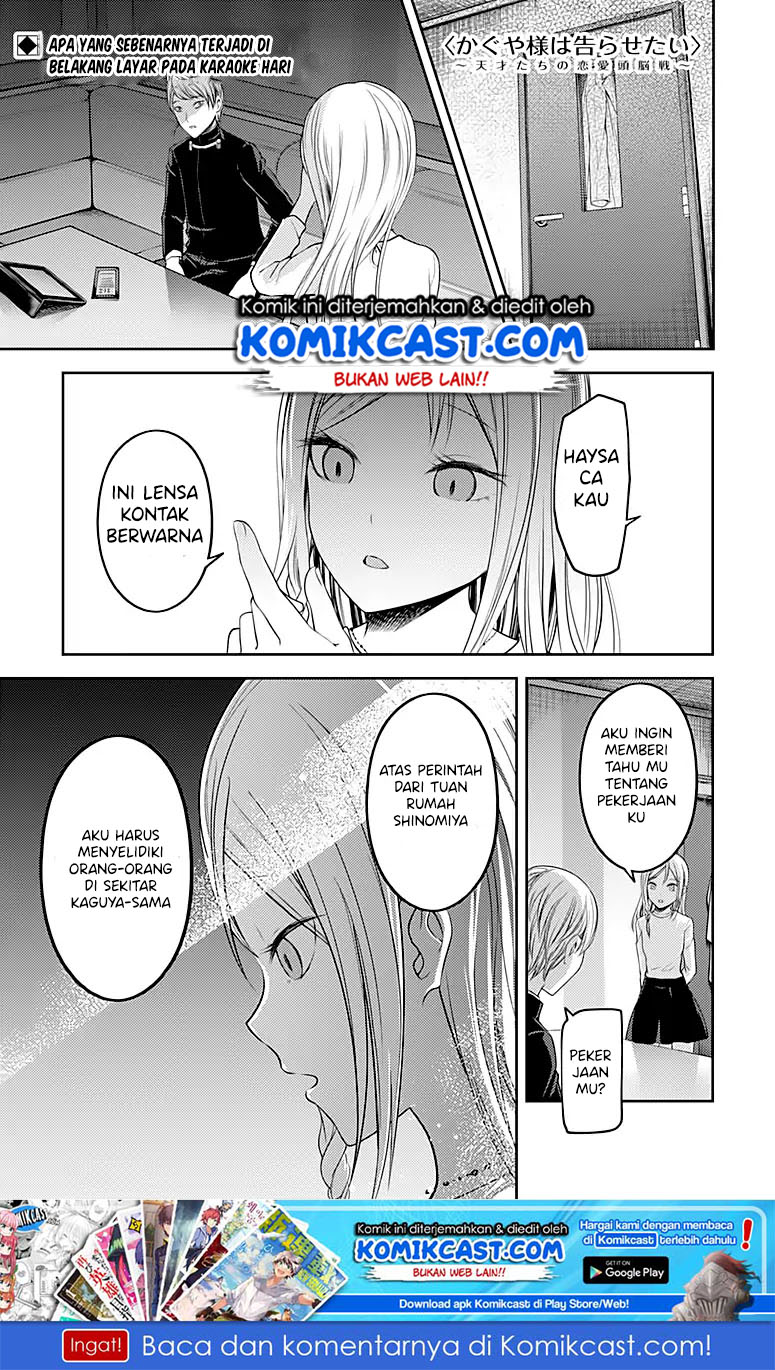 APA YANG SEBENARNYA TERJADI DI
BELAKANG LAYAR PADA KARAOKE HARI
〈かぐや様は告らせたい〉
～天才たちの恋愛頭脳戦～
Komik ini diterjemahkan & diedit oleh
KOMIKCAST.COM
BUKAN WEB LAIN!!
HAYSA
CA
KAU
INI LENSA
KONTAK
BERWARNA
AKU INGIN
MEMBERI
TAHU MU
TENTANG
PEKERJAAN
KU
PEKER
JAAN
MU?
ATAS PERINTAH
DARI TUAN
RUMAH
SHINOMIYA
AKU HARUS
MENYELIDIKI
ORANG-ORANG
DI SEKITAR
KAGUYA-SAMA
Komik ini diterjemahkan & diedit oleh
KOMIKCAST.COM
BUKAN WEB LAIN!!
Hargai kami dengan membaca
di Komikcast terlebih dahulu
!
GET IT ON
Google Play
Download apk Komikcast di Play Store/Web!
Ingat! Baca dan komentarnya di Komikcast.com!